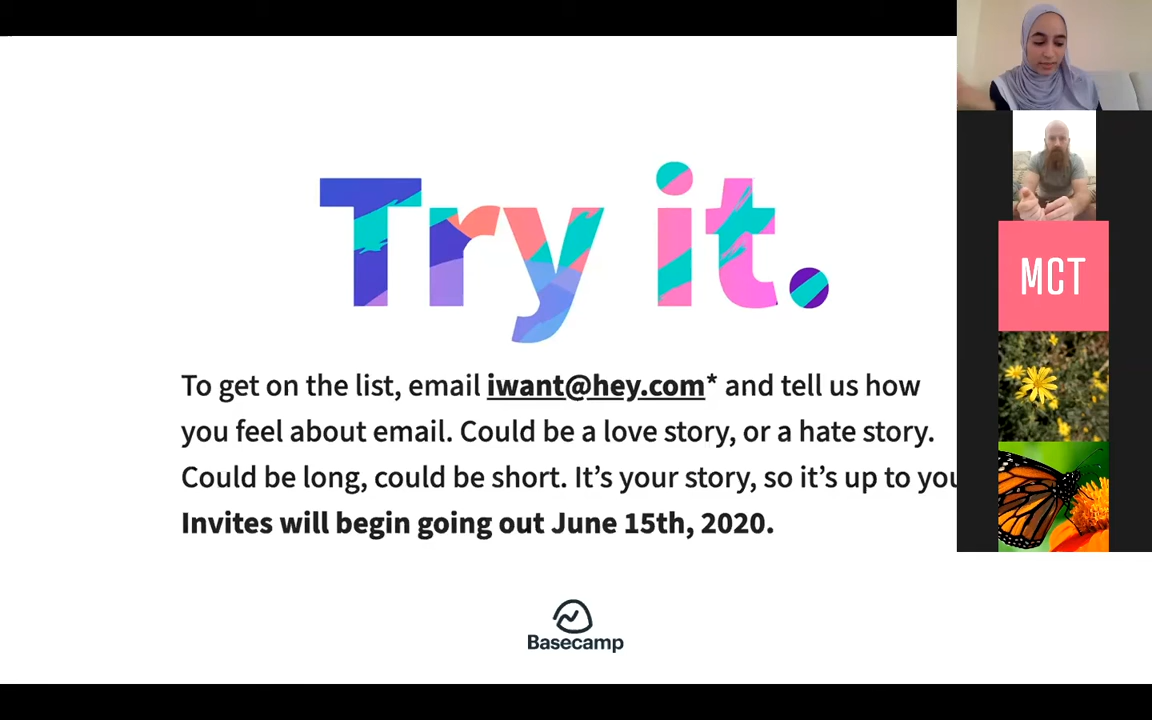 Try it.
To get on the list, email iwant@hey.com* and tell us how
you feel about email. Could be a love story, or a hate story.
Could be long, could be short. It's your story, so it's up to you
Invites will begin going out June 15th, 2020.
Basecamp
MCT